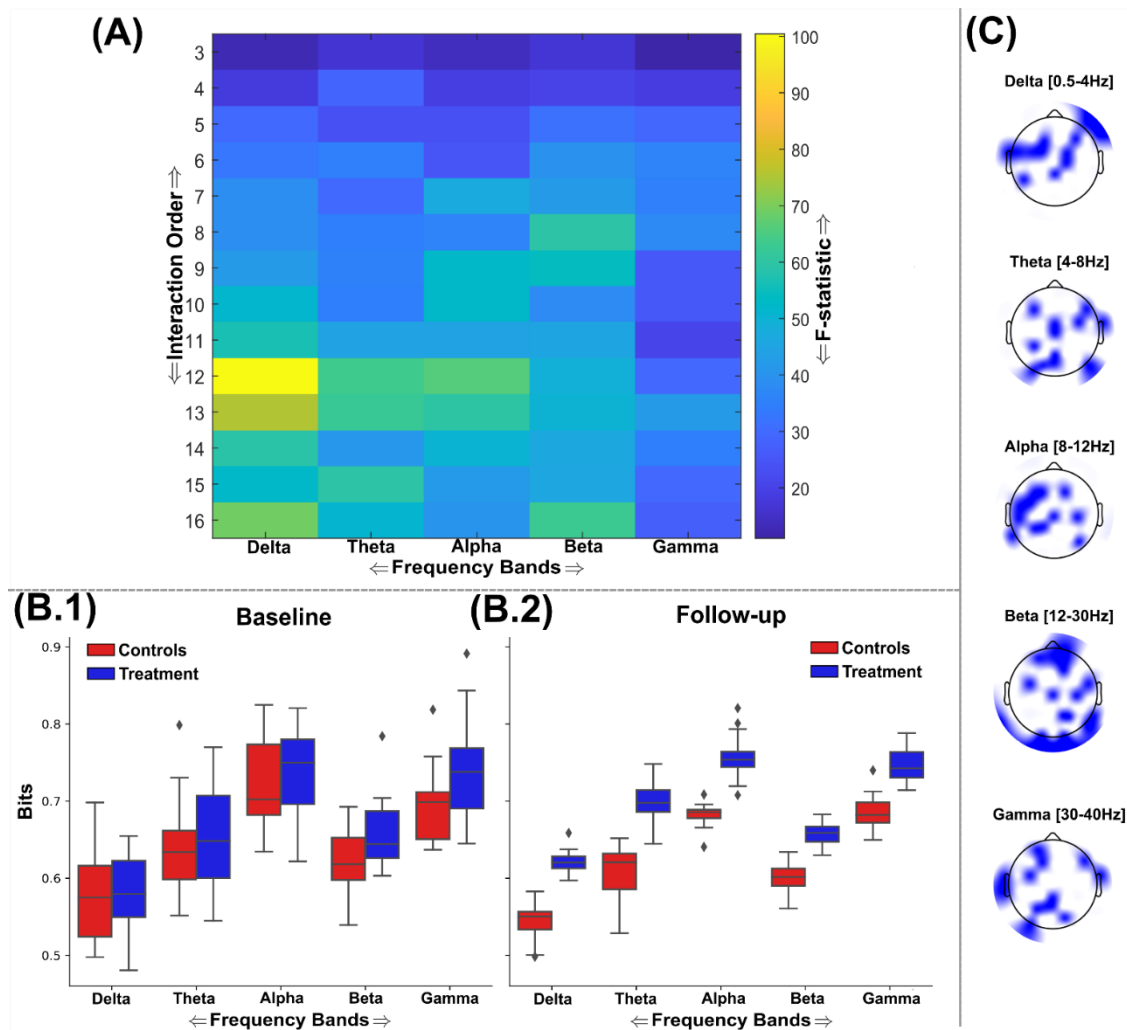 (A)
3
4
5
6
7
8
9
10
11
12
13
14
15
16
⇐Interaction Order⇒
Delta Theta Alpha Beta Gamma
⇐Frequency Bands⇒
100
90
80
70
60
50
40
30
20
⇐F-statistic⇒
(B.1)
Baseline
Controls
Treatment
0.9
0.8
0.7
0.6
0.5
Bits
Delta Theta Alpha Beta Gamma
⇐Frequency Bands⇒
(B.2)
Follow-up
Controls
Treatment
Delta Theta Alpha Beta Gamma
⇐Frequency Bands⇒
(C)
Delta [0.5-4Hz]
Theta [4-8Hz]
Alpha [8-12Hz]
Beta [12-30Hz]
Gamma [30-40Hz]